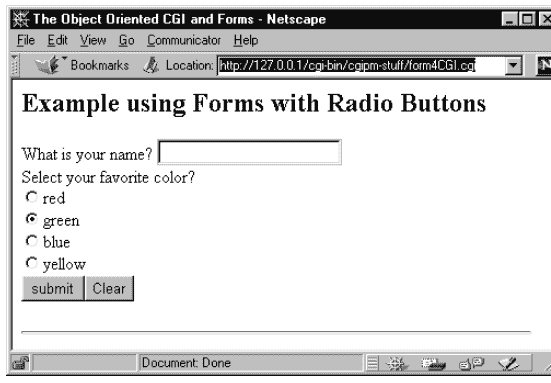 The Object Oriented CGI and Forms - Netscape
File Edit View Go Communicator Help
Bookmarks Location: http://127.0.0.1/cgi-bin/cgipm-stuff/form4CGI.cgi
Example using Forms with Radio Buttons
What is your name?
Select your favorite color?
red
green
blue
yellow
submit Clear
Document: Done